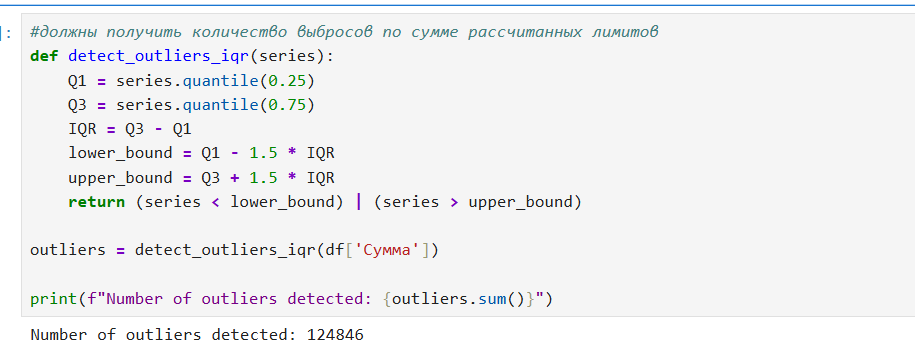 ]:
#должны получить количество выбросов по сумме рассчитанных лимитов
def detect_outliers_iqr(series):
    Q1 = series.quantile(0.25)
    Q3 = series.quantile(0.75)
    IQR = Q3 - Q1
    lower_bound = Q1 - 1.5 * IQR
    upper_bound = Q3 + 1.5 * IQR
    return (series < lower_bound) | (series > upper_bound)
outliers = detect_outliers_iqr(df['Сумма'])
print(f"Number of outliers detected: {outliers.sum()}")
Number of outliers detected: 124846